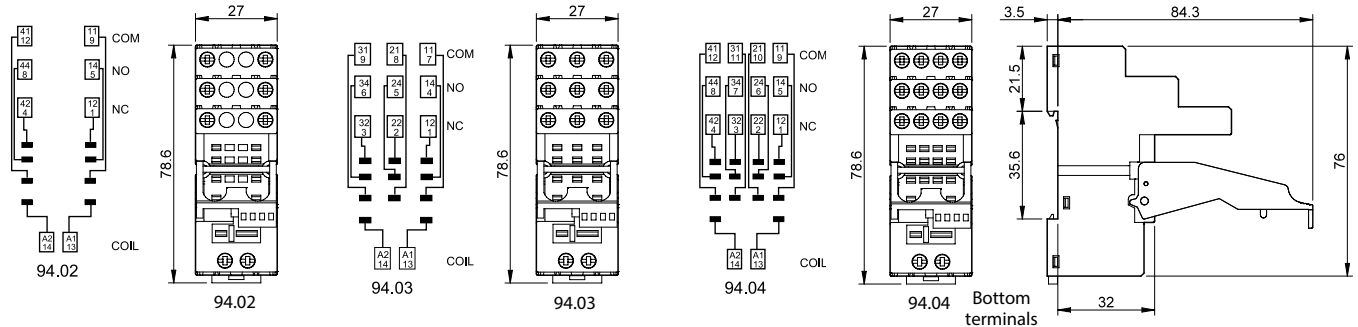 27
27
27
3.5
84.3
41 11
12 9
COM
44 14
8 5
NO
42 12
4 1
NC
A2 A1
14 13
COIL
94.02
78.6
94.02
31 21 11
9 8 7
COM
34 24 14
6 5 4
NO
32 22 12
3 2 1
NC
A2 A1
14 13
COIL
94.03
78.6
94.03
41 31 21 11
12 11 10 9
COM
44 34 24 14
8 7 6 5
NO
42 32 22 12
4 3 2 1
NC
A2 A1
14 13
COIL
94.04
78.6
94.04
21.5
35.6
76
32
Bottom
terminals